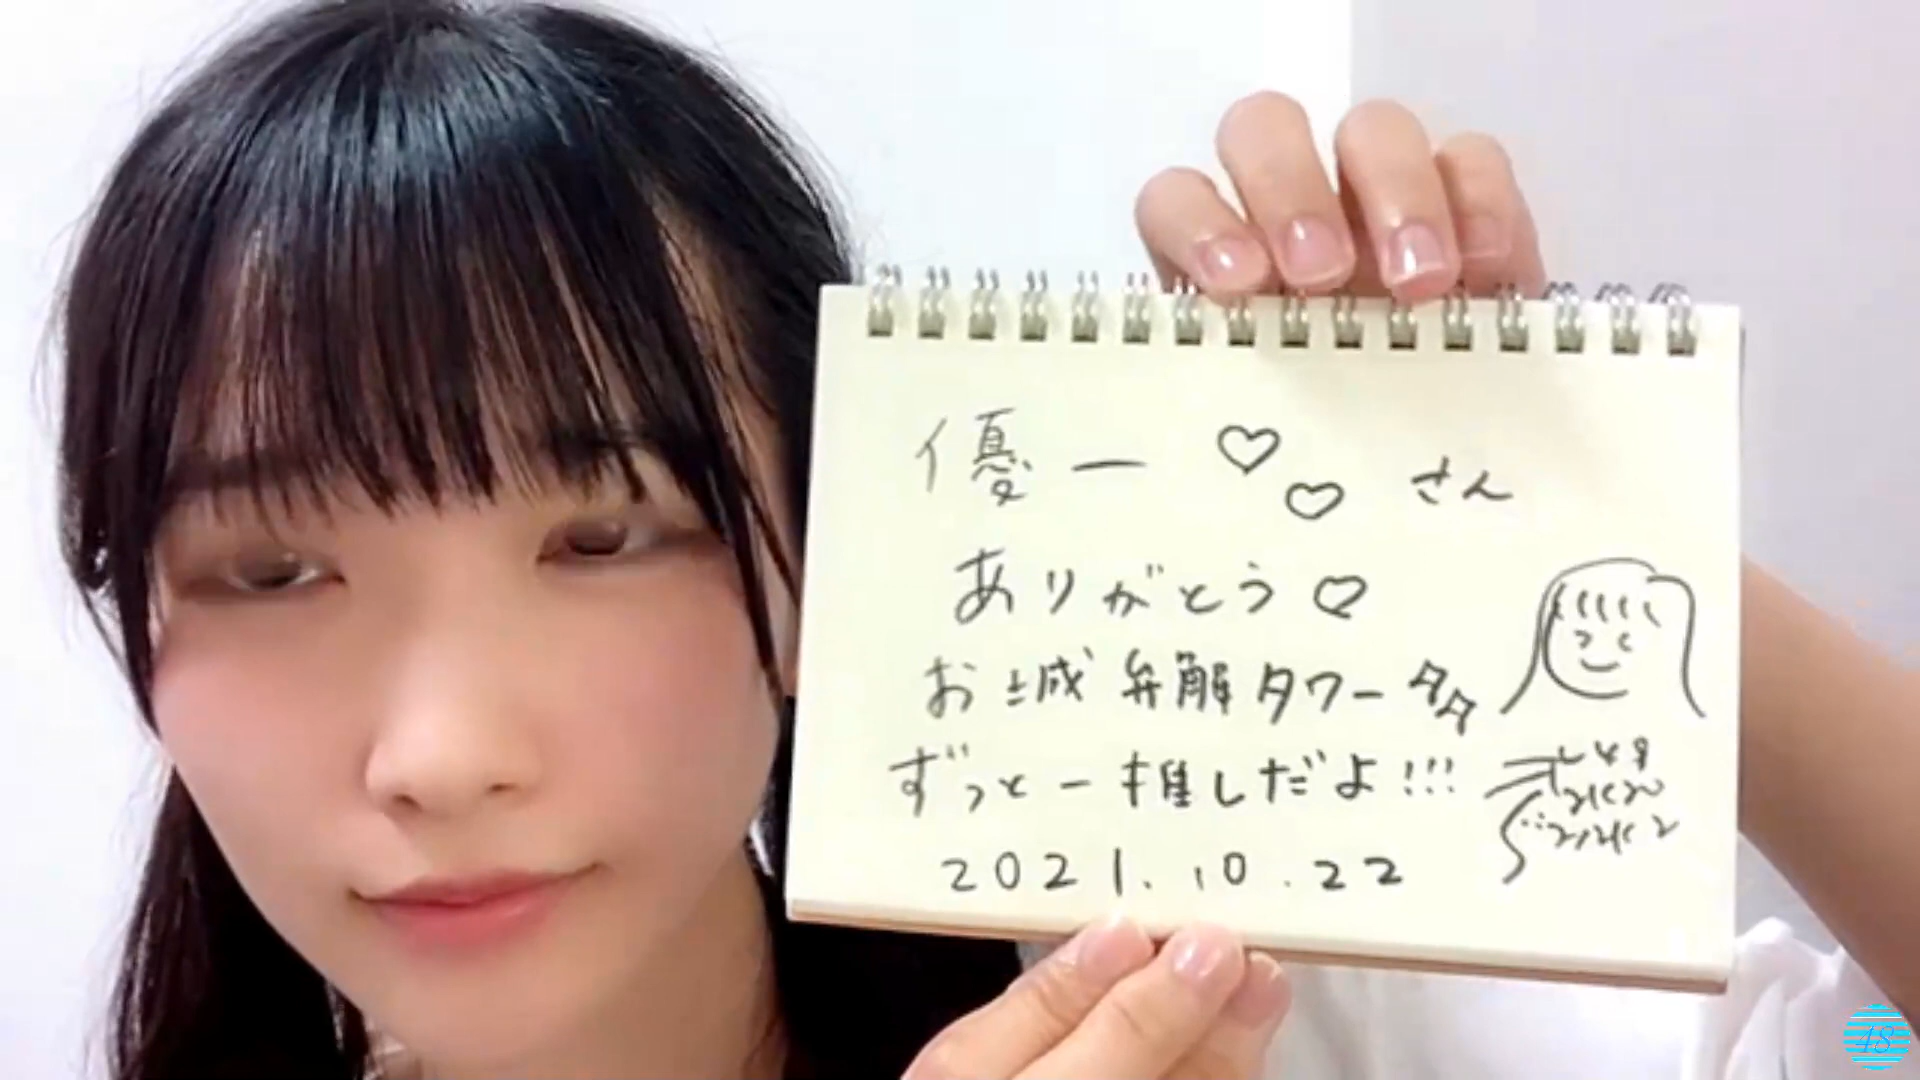 優一♡♡さん
ありがとう♡
お城弁解タワー タタ
ずっと一推しだよ!!!
2021.10.22
48